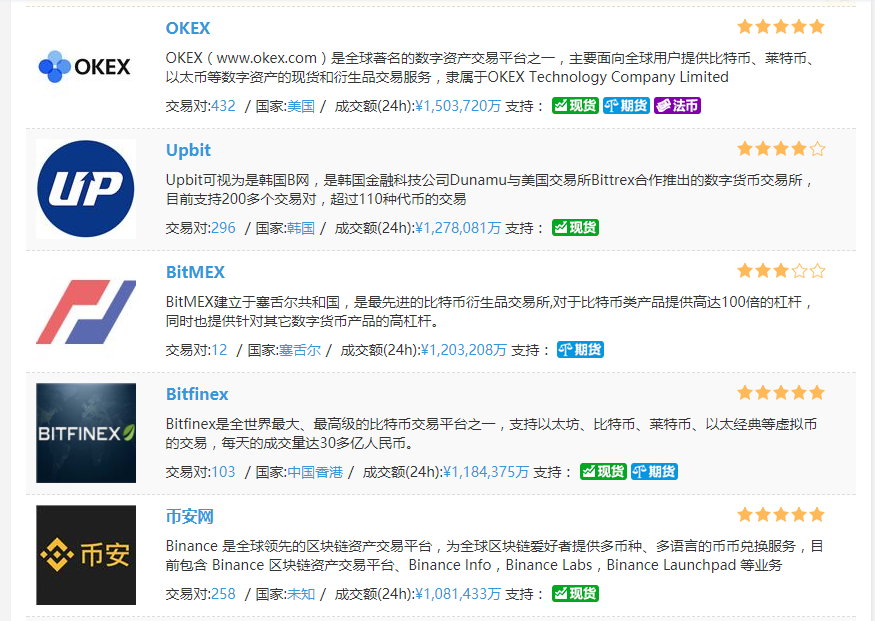 OKEX
OKEX
OKEX（www.okex.com）是全球著名的数字资产交易平台之一，主要面向全球用户提供比特币、莱特币、
以太币等数字资产的现货和衍生品交易服务，隶属于OKEX Technology Company Limited
交易对:432 / 国家:美国 / 成交额(24h):¥1,503,720万 支持： 现货 期货 法币
UP
Upbit
Upbit可视为是韩国B网，是韩国金融科技公司Dunamu与美国交易所Bittrex合作推出的数字货币交易所，
目前支持200多个交易对，超过110种代币的交易
交易对:296 / 国家:韩国 / 成交额(24h):¥1,278,081万 支持： 现货
BitMEX
BitMEX建立于塞舌尔共和国，是最先进的比特币衍生品交易所,对于比特币类产品提供高达100倍的杠杆，
同时也提供针对其它数字货币产品的高杠杆。
交易对:12 / 国家:塞舌尔 / 成交额(24h):¥1,203,208万 支持： 期货
BITFINEX
Bitfinex
Bitfinex是全世界最大、最高级的比特币交易平台之一，支持以太坊、比特币、莱特币、以太经典等虚拟币
的交易，每天的成交量达30多亿人民币。
交易对:103 / 国家:中国香港 / 成交额(24h):¥1,184,375万 支持： 现货 期货
币安
币安网
Binance 是全球领先的区块链资产交易平台，为全球区块链爱好者提供多币种、多语言的币币兑换服务，目
前包含 Binance 区块链资产交易平台、Binance Info，Binance Labs，Binance Launchpad 等业务
交易对:258 / 国家:未知 / 成交额(24h):¥1,081,433万 支持： 现货